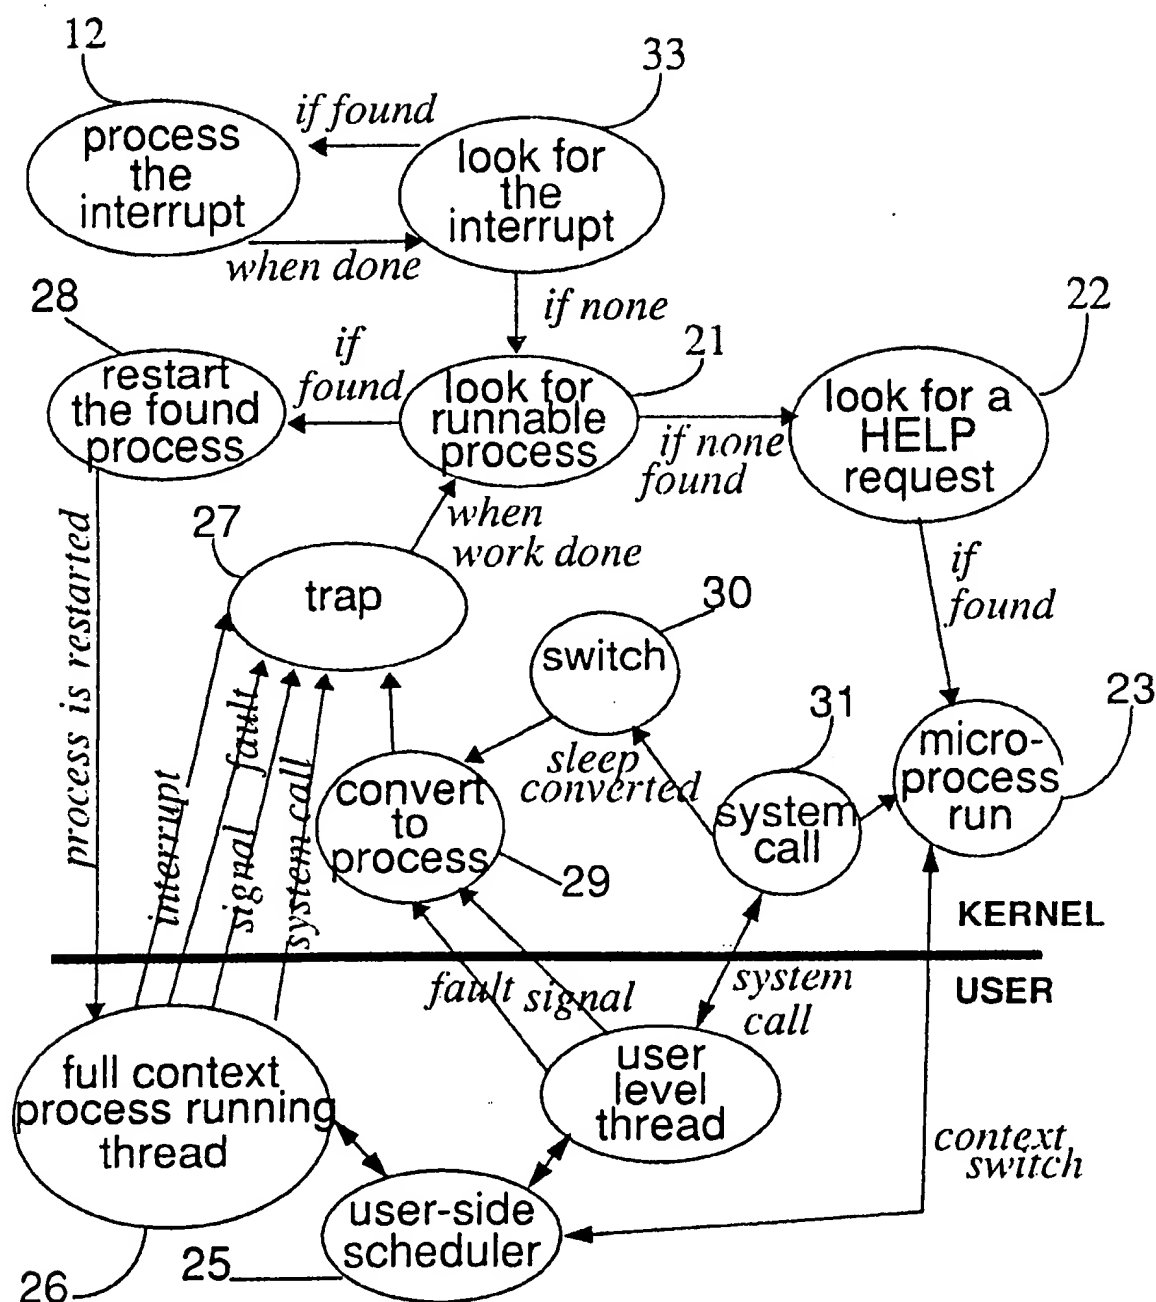 12
33
if found
process
the
interrupt
look for
the
interrupt
when done
28
if none
22
21
if
found
restart
the found
process
look for
runnable
process
look for a
HELP
request
if none
found
27
when
work done
process is restarted
trap
if
found
30
switch
31
23
micro-
process
run
sleep
converted
system
call
convert
to
process
29
interrupt
fault
signal
system call
KERNEL
USER
fault
signal
system
call
user
level
thread
full context
process running
thread
context
switch
user-side
scheduler
25
26